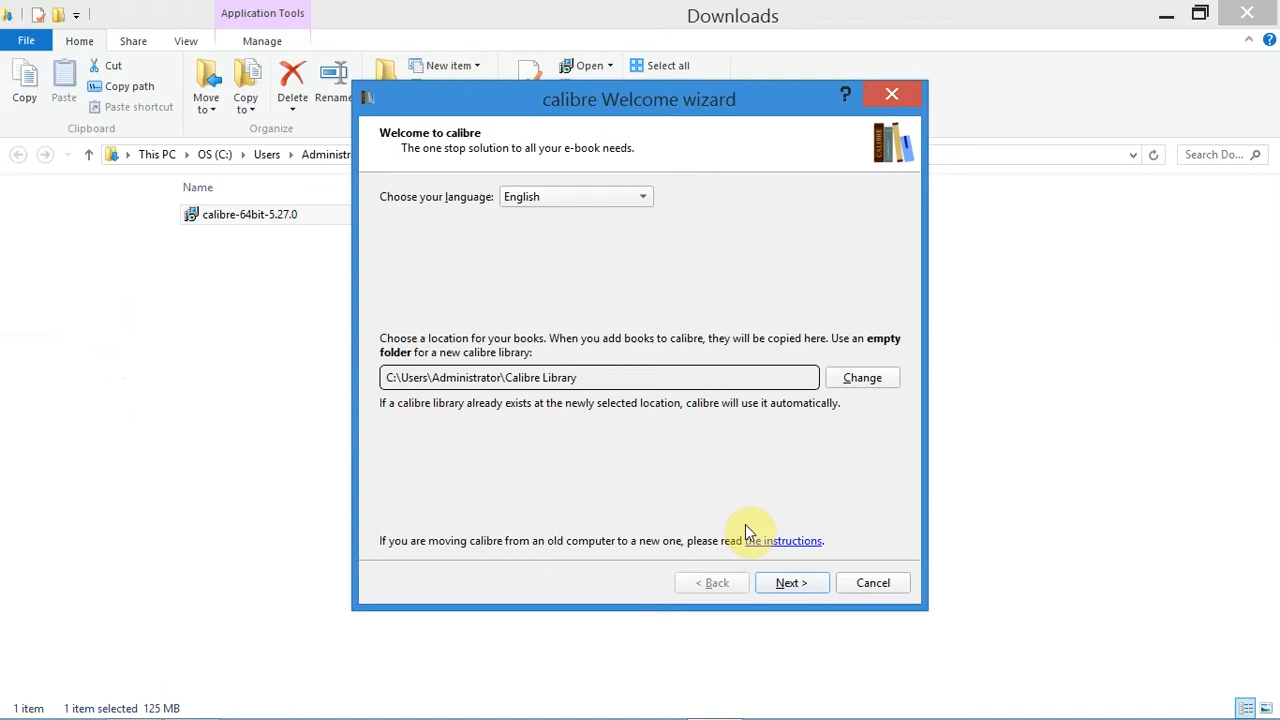 Application Tools
Downloads
File
Home
Share
View
Manage
Copy
Paste
Cut
Copy path
Paste shortcut
Clipboard
Move to
Copy to
Delete
Rename
Organize
New item
Open
Select all
This PC
OS (C:)
Users
Administr
Search Do...
Name
calibre-64bit-5.27.0
calibre Welcome wizard
?
Welcome to calibre
The one stop solution to all your e-book needs.
CALIBRE
Choose your language:
English
Choose a location for your books. When you add books to calibre, they will be copied here. Use an empty
folder for a new calibre library:
C:\Users\Administrator\Calibre Library
Change
If a calibre library already exists at the newly selected location, calibre will use it automatically.
If you are moving calibre from an old computer to a new one, please read the instructions.
< Back
Next >
Cancel
1 item
1 item selected
125 MB